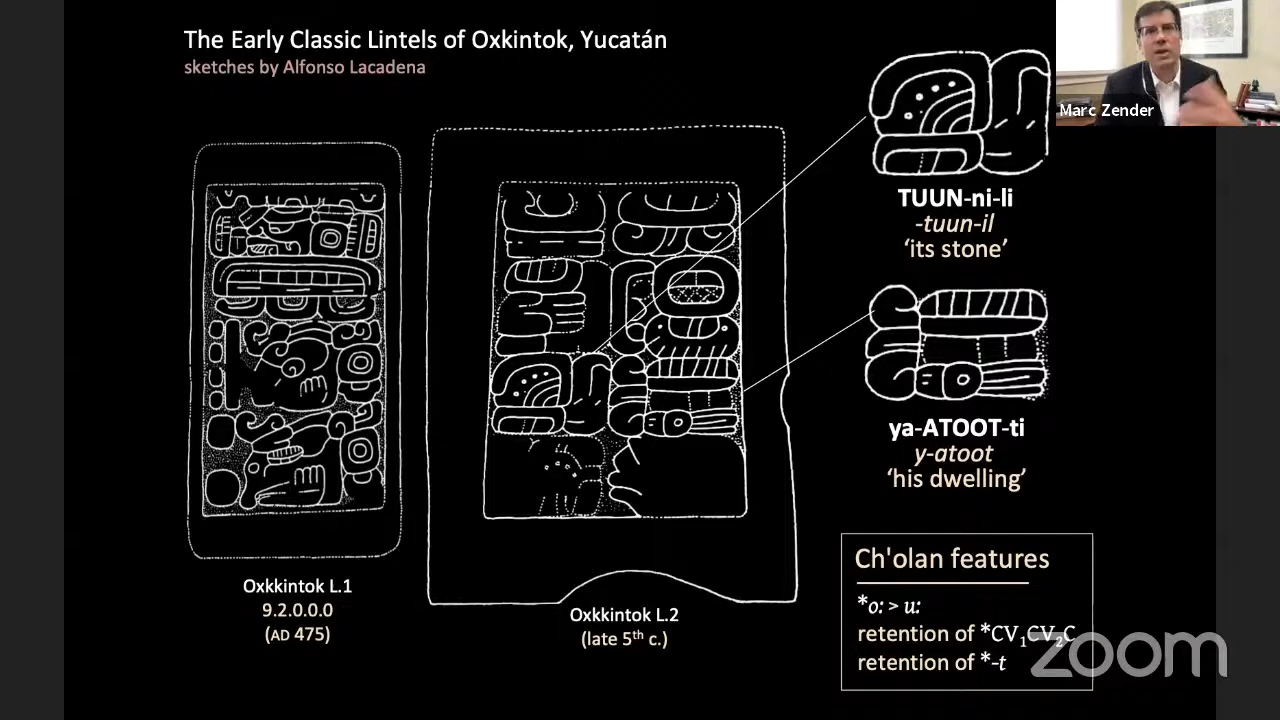 The Early Classic Lintels of Oxkintok, Yucatán
sketches by Alfonso Lacadena
Marc Zender
TUUN-ni-li
-tuun-il
‘its stone’
ya-ATOOT-ti
y-atoot
‘his dwelling’
Oxkkintok L.1
9.2.0.0.0
(AD 475)
Oxkkintok L.2
(late 5th c.)
Ch'olan features
*o: > u:
retention of *CV₁CV₂C
retention of *-t
zoom